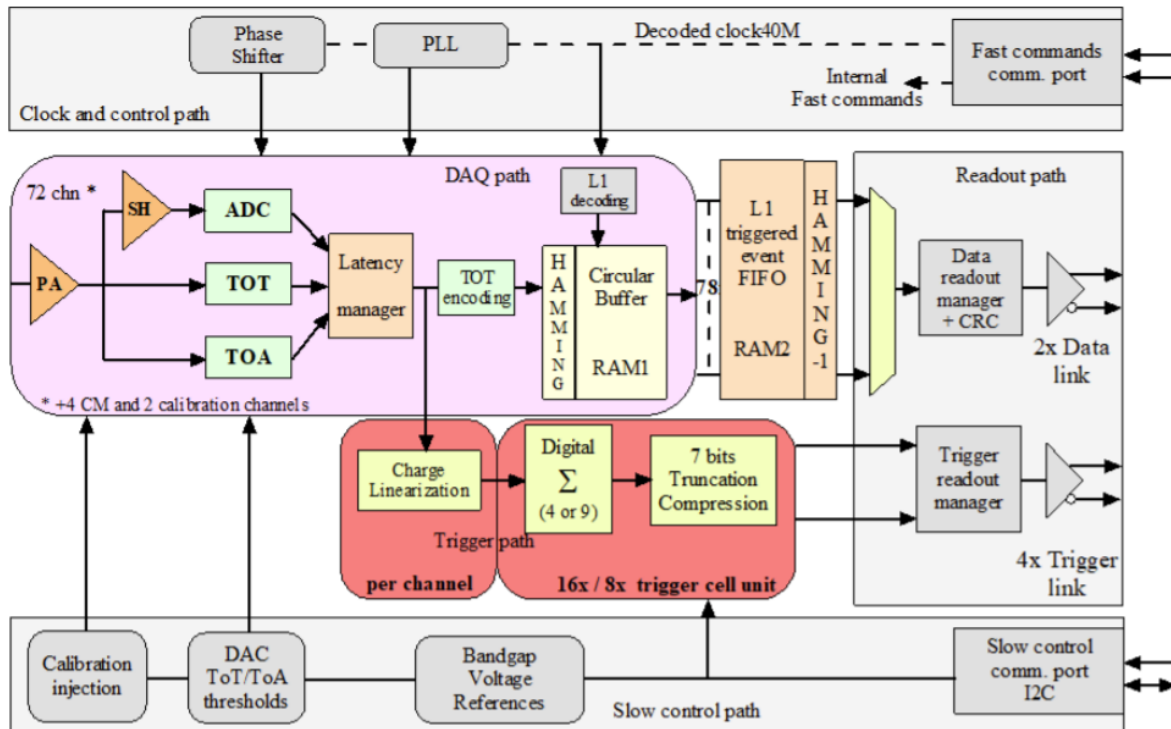 Phase
Shifter
PLL
Decoded clock40M
Fast commands
comm. port
Internal
Fast commands
Clock and control path
DAQ path
72 chn *
SH
ADC
PA
TOT
TOA
Latency
manager
TOT
encoding
L1
decoding
HAMMING
Circular
Buffer
RAM1
* +4 CM and 2 calibration channels
78
L1
triggered
event
FIFO
RAM2
HAMMING-1
Readout path
Data
readout
manager
+ CRC
2x Data
link
Charge
Linearization
Digital
Σ
(4 or 9)
7 bits
Truncation
Compression
Trigger path
per channel
16x / 8x trigger cell unit
Trigger
readout
manager
4x Trigger
link
Calibration
injection
DAC
ToT/ToA
thresholds
Bandgap
Voltage
References
Slow control path
Slow control
comm. port
I2C